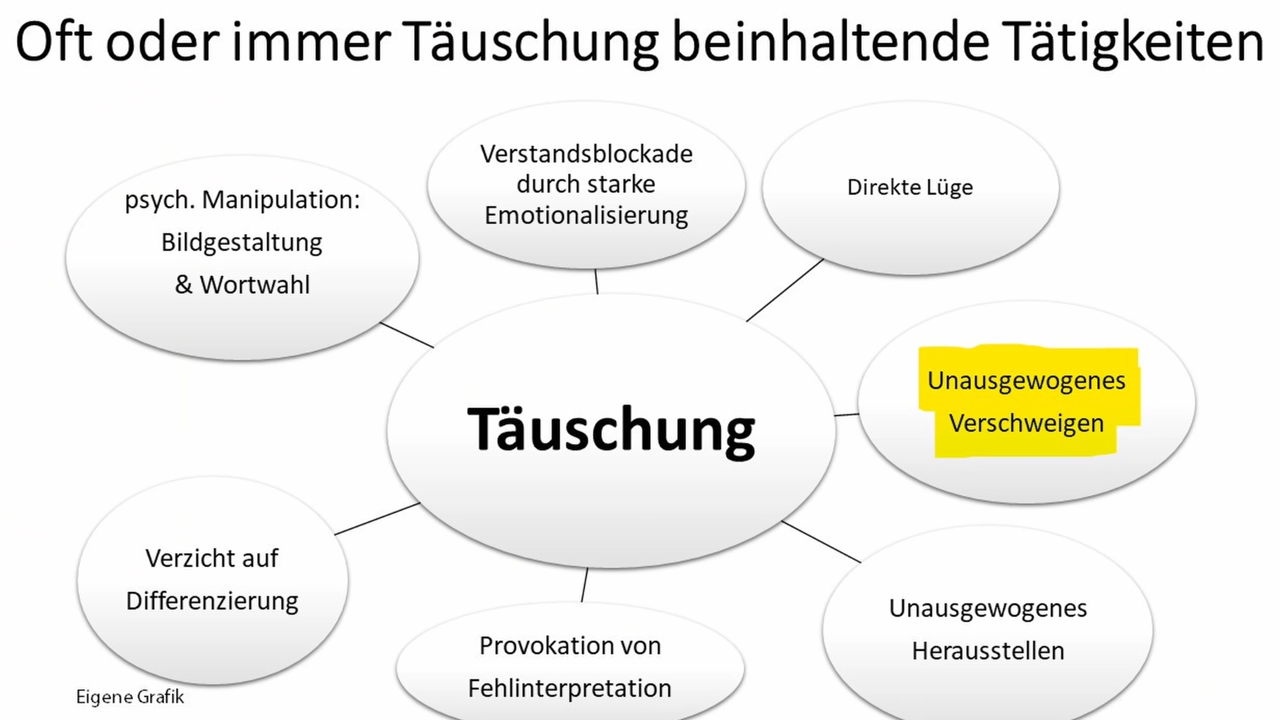 Oft oder immer Täuschung beinhaltende Tätigkeiten
psych. Manipulation:
Bildgestaltung
& Wortwahl
Verstandsblockade
durch starke
Emotionalisierung
Direkte Lüge
Unausgewogenes
Verschweigen
Täuschung
Verzicht auf
Differenzierung
Provokation von
Fehlinterpretation
Unausgewogenes
Herausstellen
Eigene Grafik